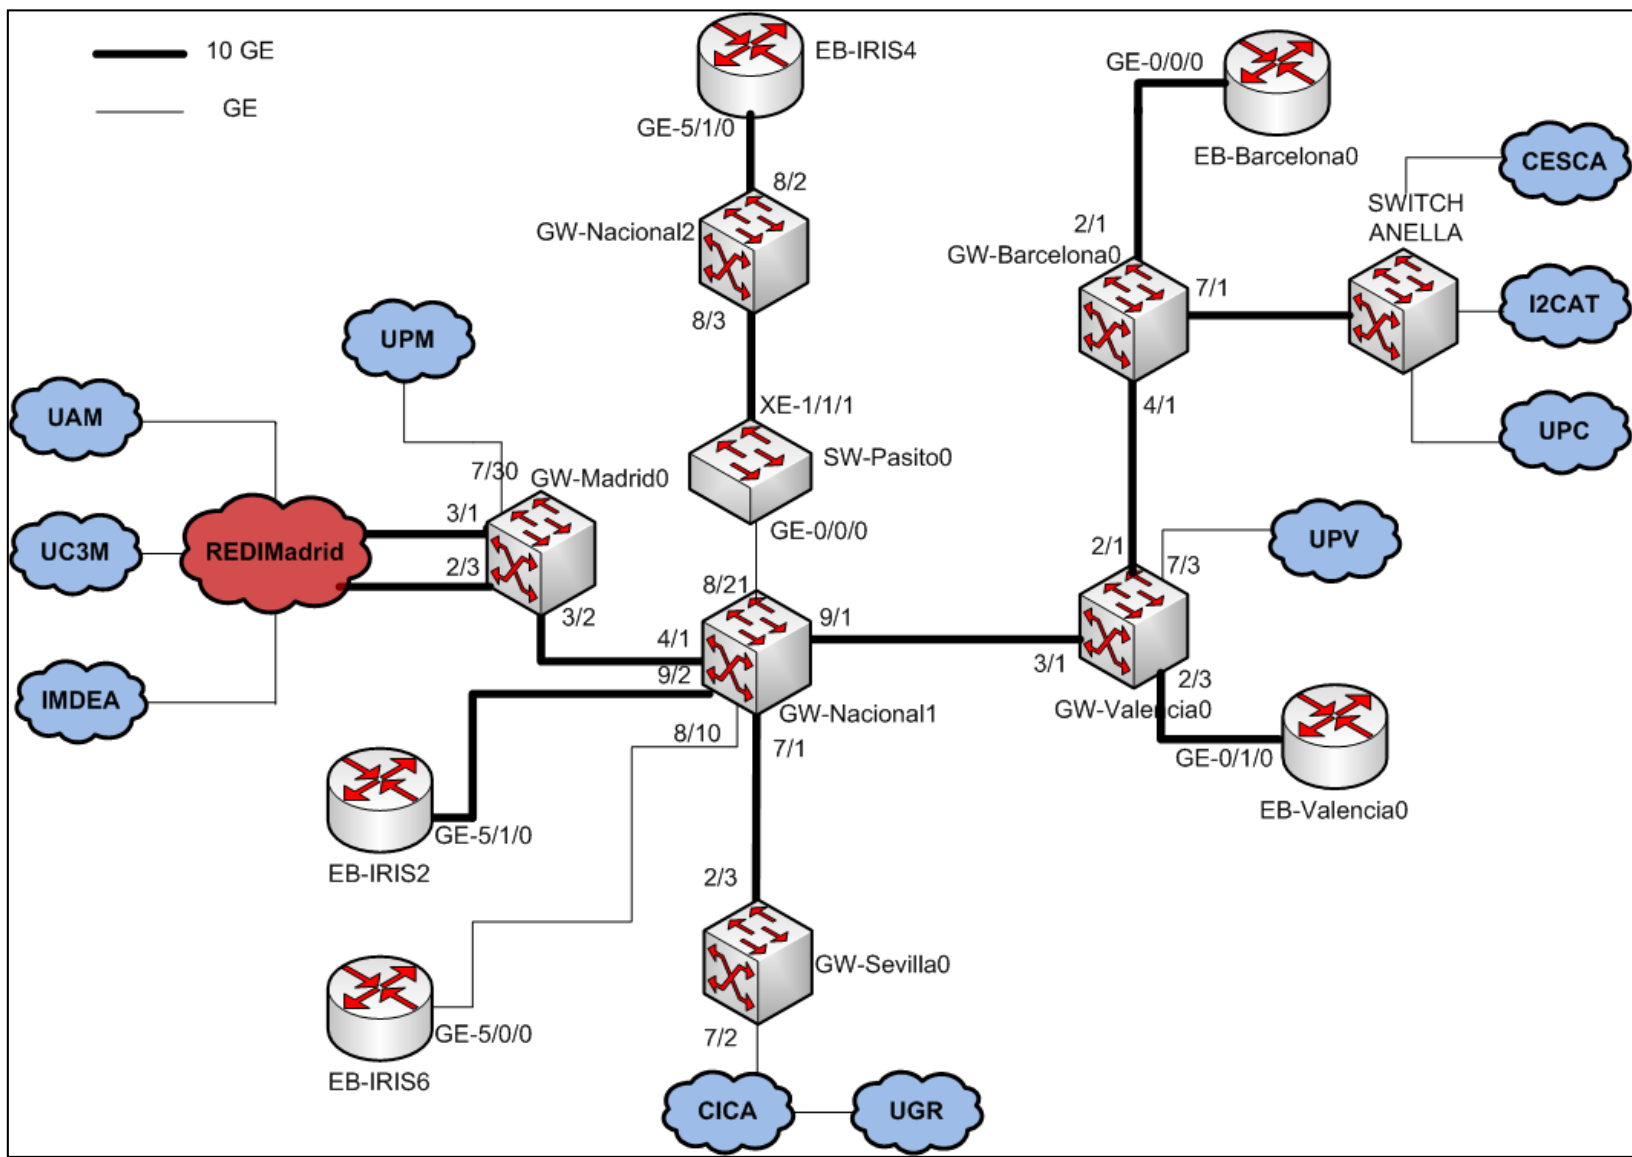 10 GE
GE
EB-IRIS4
GE-5/1/0
8/2
GW-Nacional2
8/3
XE-1/1/1
SW-Pasito0
GE-0/0/0
8/21
GE-0/0/0
EB-Barcelona0
CESCA
SWITCH
ANELLA
2/1
GW-Barcelona0
7/1
I2CAT
4/1
UPC
UPM
UAM
7/30
GW-Madrid0
3/1
UC3M
REDIMadrid
2/3
3/2
IMDEA
4/1
9/2
9/1
GW-Nacional1
8/10
7/1
2/1
7/3
UPV
3/1
2/3
GW-Valencia0
GE-0/1/0
EB-Valencia0
GE-5/1/0
EB-IRIS2
2/3
GW-Sevilla0
GE-5/0/0
EB-IRIS6
7/2
CICA
UGR